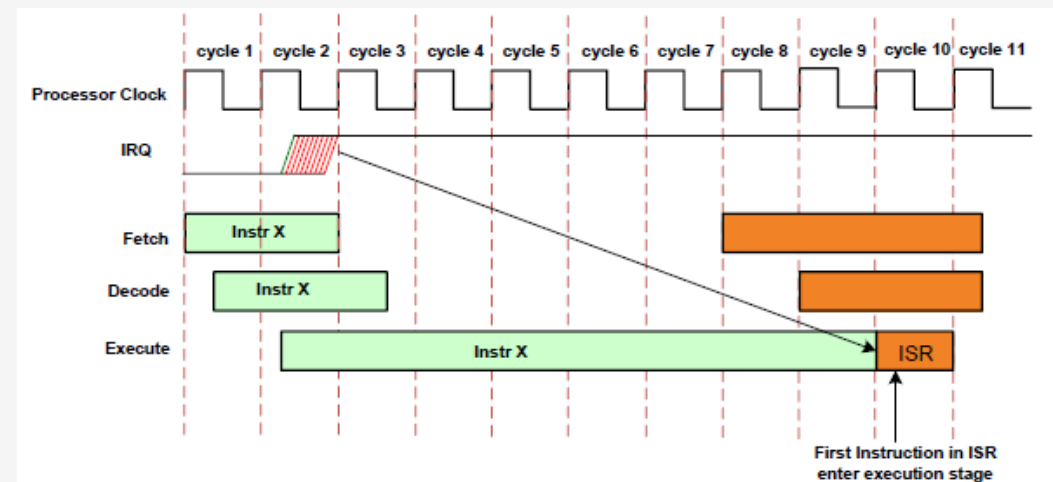 cycle 1 cycle 2 cycle 3 cycle 4 cycle 5 cycle 6 cycle 7 cycle 8 cycle 9 cycle 10 cycle 11
Processor Clock
IRQ
Fetch Instr X
Decode Instr X
Execute Instr X ISR
First Instruction in ISR
enter execution stage